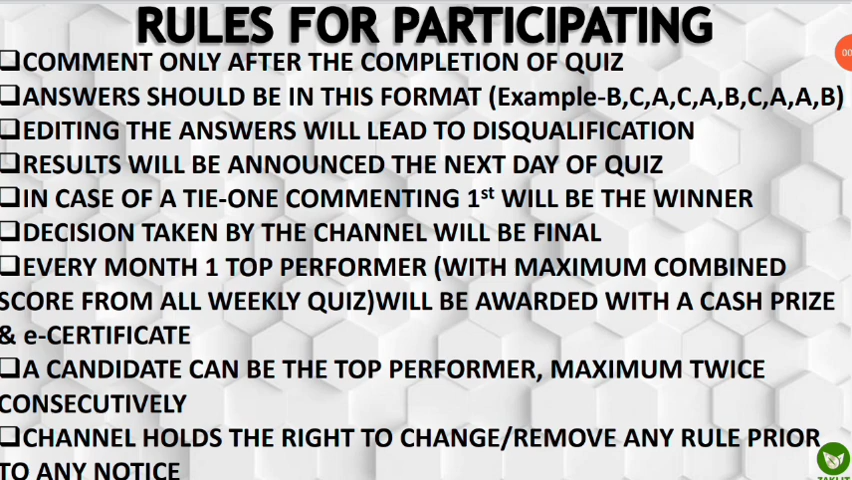 RULES FOR PARTICIPATING
❑COMMENT ONLY AFTER THE COMPLETION OF QUIZ
❑ANSWERS SHOULD BE IN THIS FORMAT (Example-B,C,A,C,A,B,C,A,A,B)
❑EDITING THE ANSWERS WILL LEAD TO DISQUALIFICATION
❑RESULTS WILL BE ANNOUNCED THE NEXT DAY OF QUIZ
❑IN CASE OF A TIE-ONE COMMENTING 1st WILL BE THE WINNER
❑DECISION TAKEN BY THE CHANNEL WILL BE FINAL
❑EVERY MONTH 1 TOP PERFORMER (WITH MAXIMUM COMBINED
SCORE FROM ALL WEEKLY QUIZ)WILL BE AWARDED WITH A CASH PRIZE
& e-CERTIFICATE
❑A CANDIDATE CAN BE THE TOP PERFORMER, MAXIMUM TWICE
CONSECUTIVELY
❑CHANNEL HOLDS THE RIGHT TO CHANGE/REMOVE ANY RULE PRIOR
TO ANY NOTICE